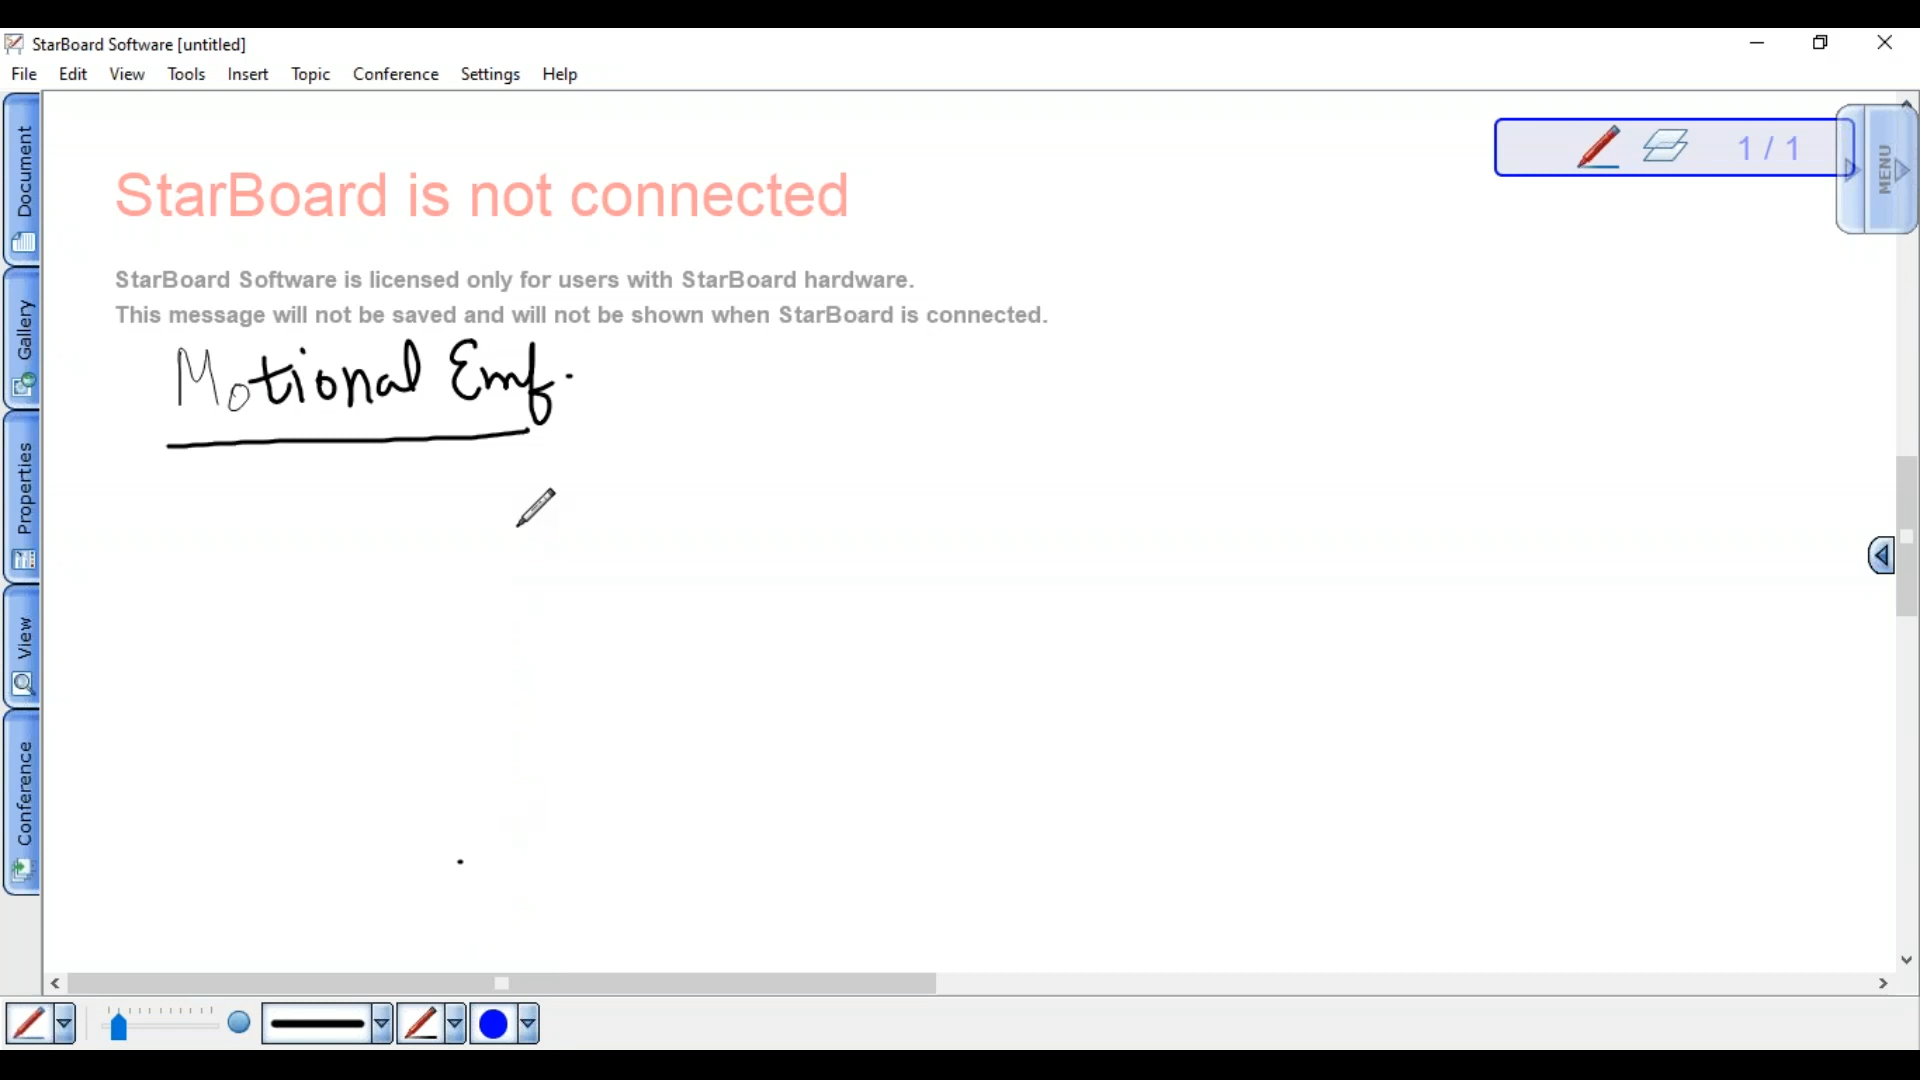 StarBoard Software [untitled]
File Edit View Tools Insert Topic Conference Settings Help
Document
Gallery
Properties
View
Conference
1 / 1
MENU
StarBoard is not connected
StarBoard Software is licensed only for users with StarBoard hardware.
This message will not be saved and will not be shown when StarBoard is connected.
Motional Emf.